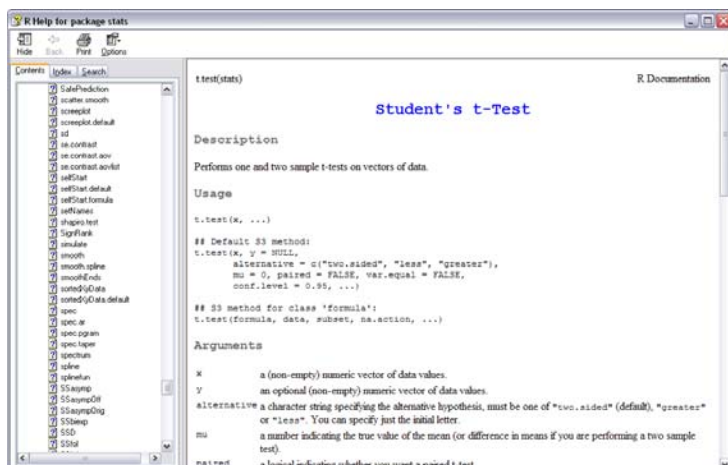 R Help for package stats
Hide Back Print Options
Contents Index Search
SafePrediction
scatter.smooth
screeplot
screeplot.default
sd
se.contrast
se.contrast.aov
se.contrast.aovlist
selfStart
selfStart.default
selfStart.formula
setNames
shapiro.test
SignRank
simulate
smooth
smooth.spline
smoothEnds
sortedXyData
sortedXyData.default
spec
spec.ar
spec.pgram
spec.taper
spectrum
spline
splinefun
SSasymp
SSasympOff
SSasympOrig
SSbiexp
SSD
SSfol
t.test(stats) R Documentation
Student's t-Test
Description
Performs one and two sample t-tests on vectors of data.
Usage
t.test(x, ...)
## Default S3 method:
t.test(x, y = NULL,
alternative = c("two.sided", "less", "greater"),
mu = 0, paired = FALSE, var.equal = FALSE,
conf.level = 0.95, ...)
## S3 method for class 'formula':
t.test(formula, data, subset, na.action, ...)
Arguments
x a (non-empty) numeric vector of data values.
y an optional (non-empty) numeric vector of data values.
alternative a character string specifying the alternative hypothesis, must be one of "two.sided" (default), "greater"
or "less". You can specify just the initial letter.
mu a number indicating the true value of the mean (or difference in means if you are performing a two sample
test).
paired a logical indicating whether you want a paired t-test.